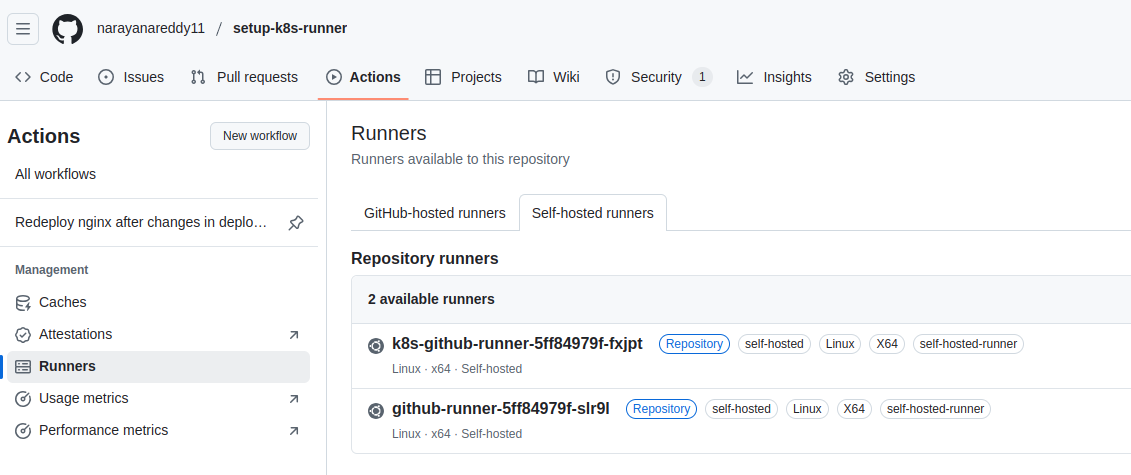 narayanareddy11 / setup-k8s-runner
Code Issues Pull requests Actions Projects Wiki Security 1 Insights Settings
Actions
New workflow
All workflows
Redeploy nginx after changes in deplo...
Management
Caches
Attestations
Runners
Usage metrics
Performance metrics
Runners
Runners available to this repository
GitHub-hosted runners Self-hosted runners
Repository runners
2 available runners
k8s-github-runner-5ff84979f-fxjpt Repository self-hosted Linux X64 self-hosted-runner
Linux · x64 · Self-hosted
github-runner-5ff84979f-slr9l Repository self-hosted Linux X64 self-hosted-runner
Linux · x64 · Self-hosted